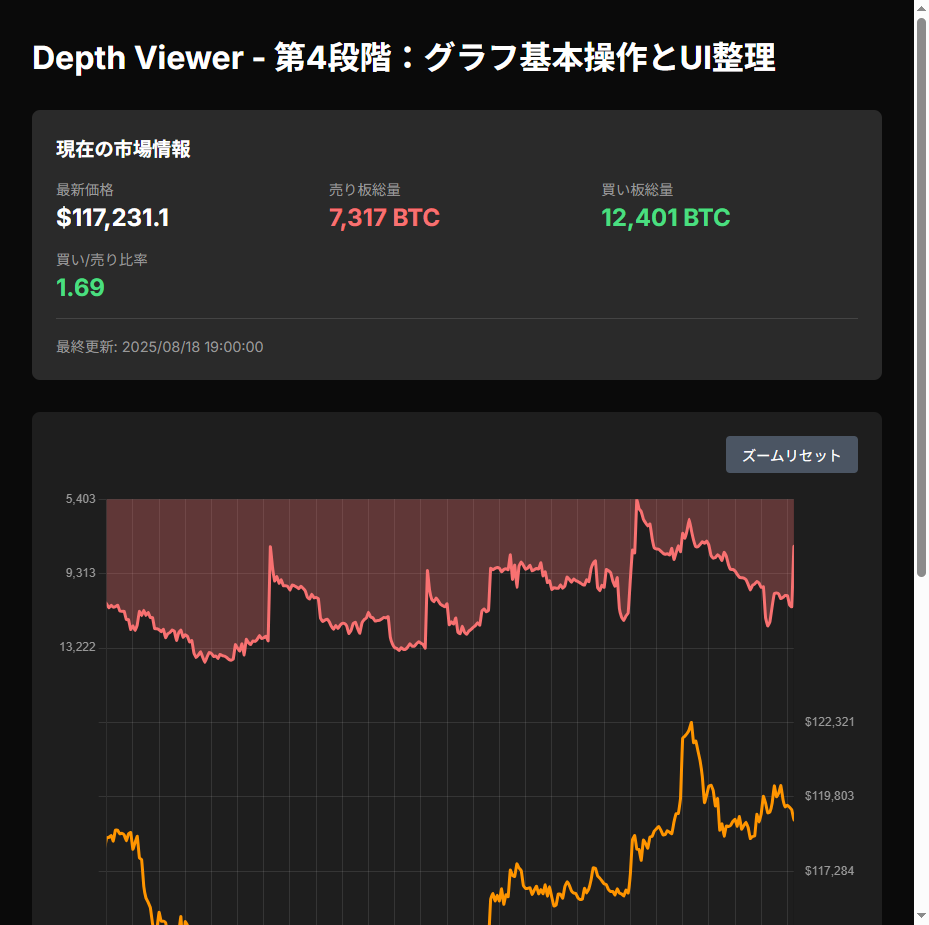 Depth Viewer - 第4段階：グラフ基本操作とUI整理
現在の市場情報
最新価格 売り板総量 買い板総量
$117,231.1 7,317 BTC 12,401 BTC
買い/売り比率
1.69
最終更新: 2025/08/18 19:00:00
ズームリセット
5,403
9,313
13,222
$122,321
$119,803
$117,284